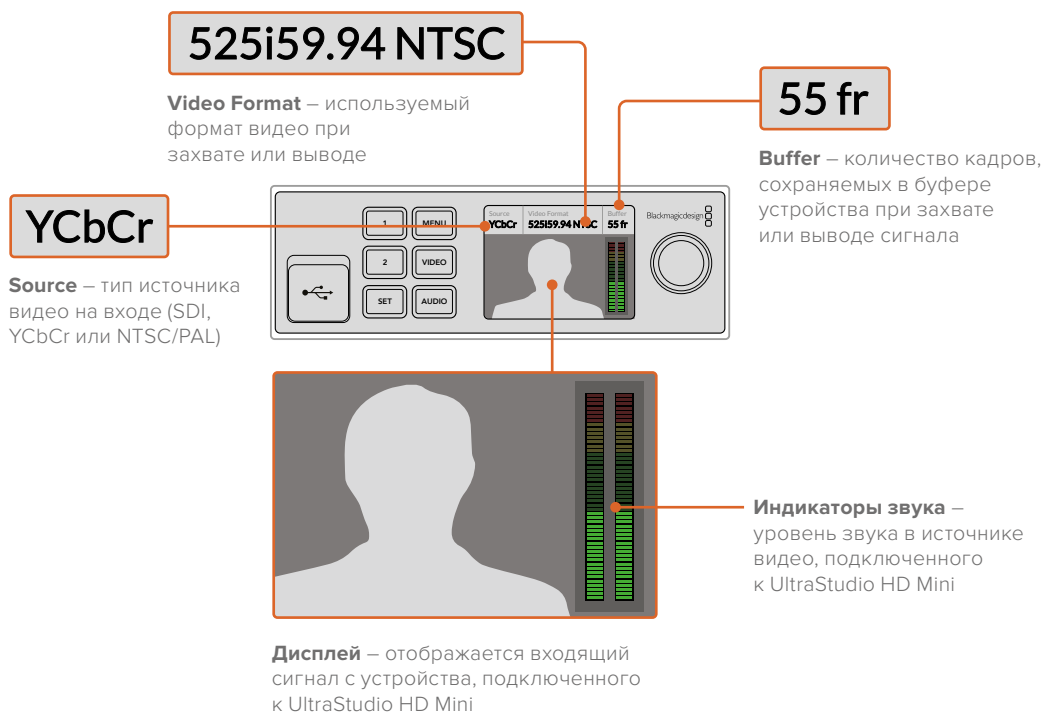 525i59.94 NTSC
Video Format – используемый
формат видео при
захвате или выводе
55 fr
Buffer – количество кадров,
сохраняемых в буфере
устройства при захвате
или выводе сигнала
YCbCr
Source – тип источника
видео на входе (SDI,
YCbCr или NTSC/PAL)
1
MENU
2
VIDEO
SET
AUDIO
Source
YCbCr
Video Format
525i59.94 NTSC
Buffer
55 fr
Blackmagicdesign
Индикаторы звука –
уровень звука в источнике
видео, подключенного
к UltraStudio HD Mini
Дисплей – отображается входящий
сигнал с устройства, подключенного
к UltraStudio HD Mini